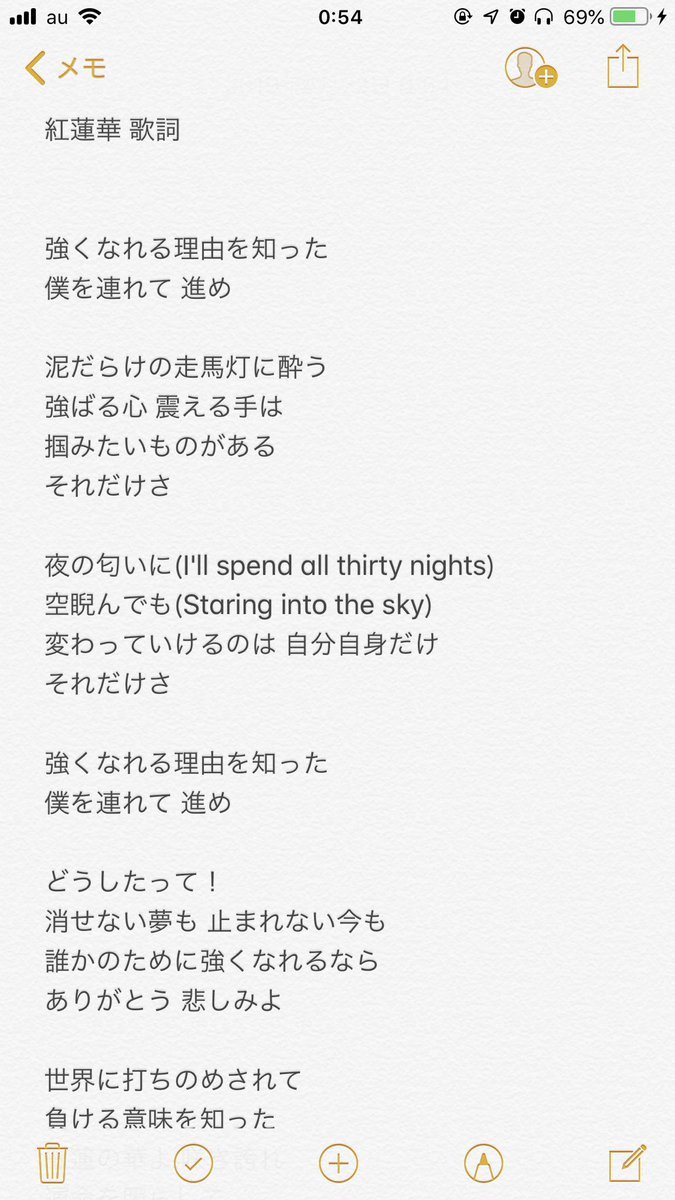 au 0:54 69%
メモ
紅蓮華 歌詞
強くなれる理由を知った
僕を連れて 進め
泥だらけの走馬灯に酔う
強ばる心 震える手は
掴みたいものがある
それだけさ
夜の匂いに(I'll spend all thirty nights)
空睨んでも(Staring into the sky)
変わっていけるのは 自分自身だけ
それだけさ
強くなれる理由を知った
僕を連れて 進め
どうしたって！
消せない夢も 止まれない今も
誰かのために強くなれるなら
ありがとう 悲しみよ
世界に打ちのめされて
負ける意味を知った